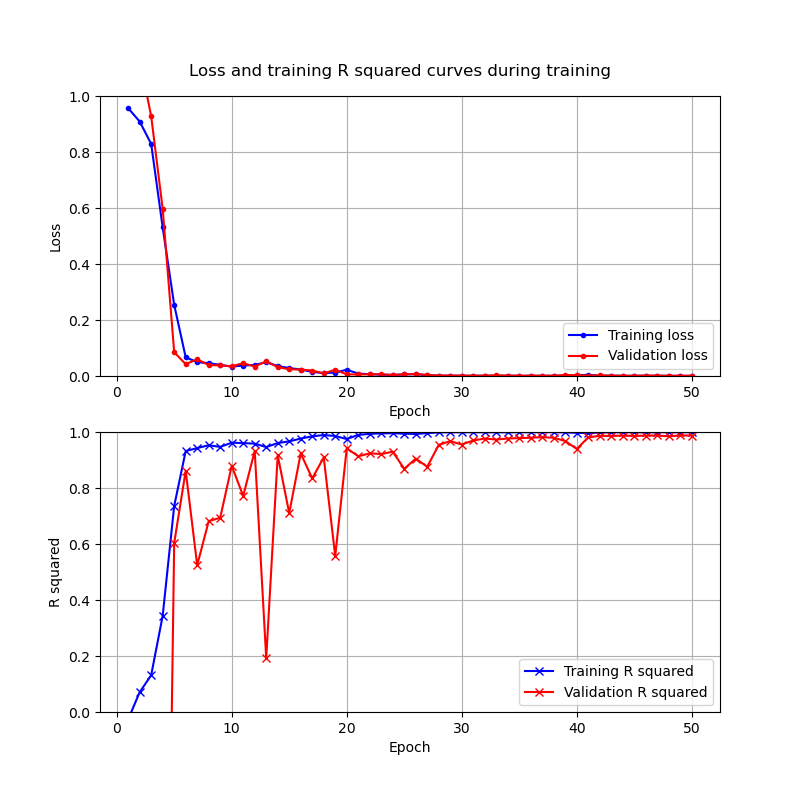 Loss and training R squared curves during training
1.0
0.8
0.6
0.4
0.2
0.0
Loss
0 10 20 30 40 50
Epoch
Training loss
Validation loss
1.0
0.8
0.6
0.4
0.2
0.0
R squared
0 10 20 30 40 50
Epoch
Training R squared
Validation R squared